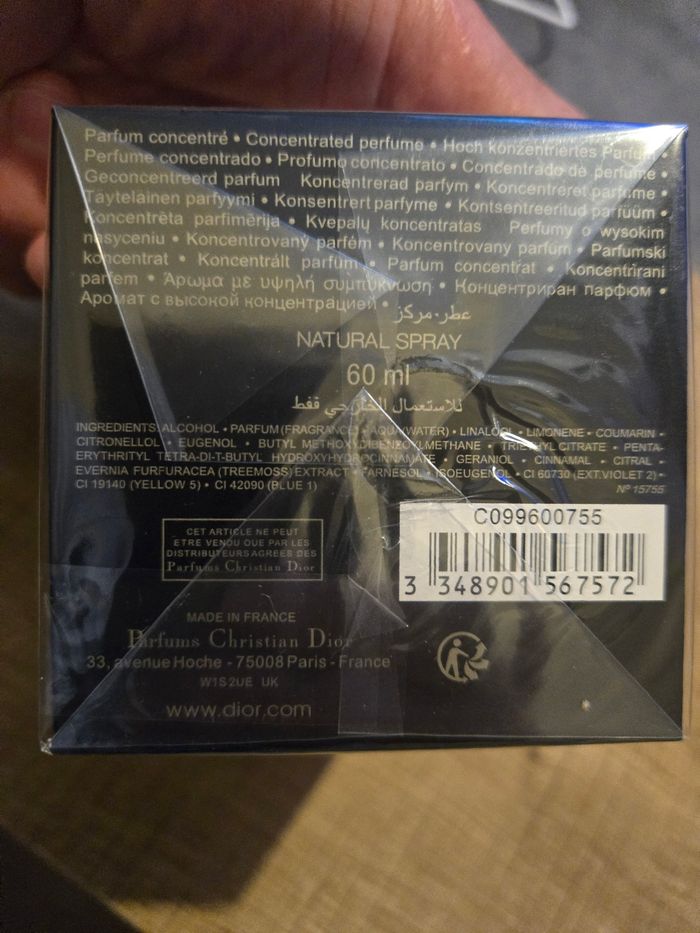 Parfum concentré • Concentrated perfume • Hoch konzentriertes Parfum •
Perfume concentrado • Profumo concentrato • Concentrado de perfume •
Geconcentreerd parfum Koncentrerad parfym • Koncentréret parfume •
Täyteläinen parfyymi • Konsentrert parfyme • Kontsentreeritud parfüüm •
Koncentrēta parfimērija • Kvepalų koncentratas Perfumy o wysokim
nasyceniu • Koncentrovaný parfém • Koncentrovany parfum • Parfumski
koncentrat • Koncentrált parfüm • Parfum concentrat • Koncentrirani
parfem • Άρωμα με υψηλή συμπύκνωση • Концентриран парфюм •
Аромат с высокой концентрацией • عطر مركز
NATURAL SPRAY
60 ml
للاستعمال الخارجي فقط
INGREDIENTS: ALCOHOL • PARFUM (FRAGRANCE) • AQUA (WATER) • LINALOOL • LIMONENE • COUMARIN •
CITRONELLOL • EUGENOL • BUTYL METHOXYDIBENZOYLMETHANE • TRIETHYL CITRATE • PENTA-
ERYTHRITYL TETRA-DI-T-BUTYL HYDROXYHYDROCINNAMATE • GERANIOL • CINNAMAL • CITRAL •
EVERNIA FURFURACEA (TREEMOSS) EXTRACT • FARNESOL • ISOEUGENOL • CI 60730 (EXT. VIOLET 2) •
CI 19140 (YELLOW 5) • CI 42090 (BLUE 1)
N° 15755
C099600755
3 348901 567572
CET ARTICLE NE PEUT
ETRE VENDU QUE PAR LES
DISTRIBUTEURS AGREES DES
Parfums Christian Dior
MADE IN FRANCE
Parfums Christian Dior
33, avenue Hoche - 75008 Paris - France
W1S2UE UK
www.dior.com